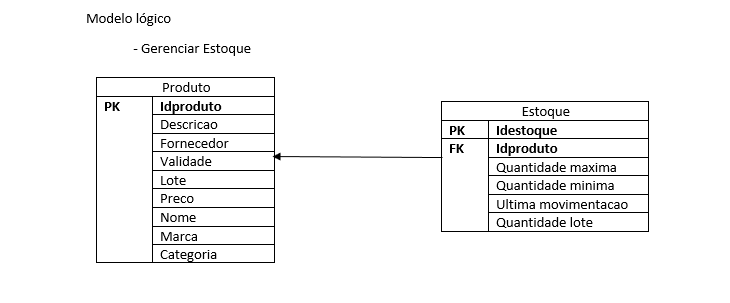 Modelo lógico
- Gerenciar Estoque
Produto
PK Idproduto
Descricao
Fornecedor
Validade
Lote
Preco
Nome
Marca
Categoria
Estoque
PK Idestoque
FK Idproduto
Quantidade maxima
Quantidade minima
Ultima movimentacao
Quantidade lote